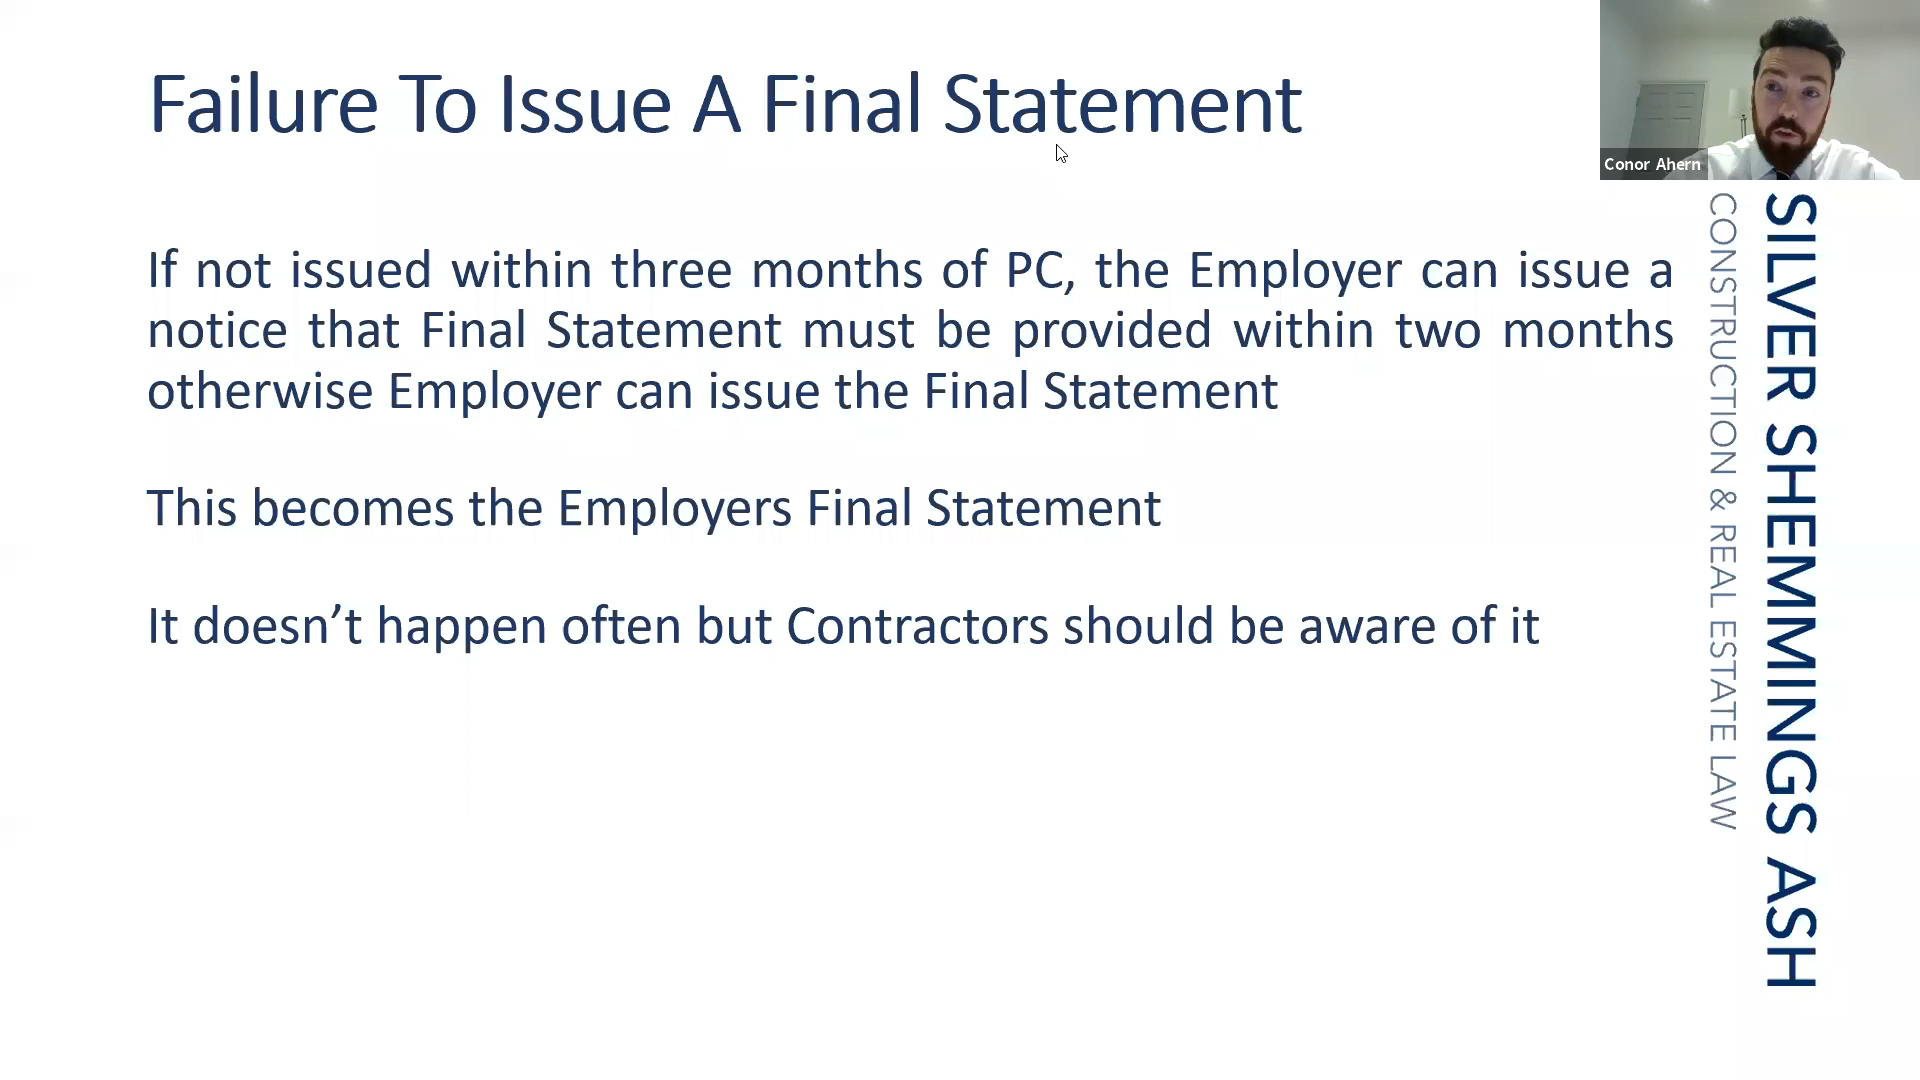 Failure To Issue A Final Statement
Conor Ahern
If not issued within three months of PC, the Employer can issue a
notice that Final Statement must be provided within two months
otherwise Employer can issue the Final Statement
This becomes the Employers Final Statement
It doesn’t happen often but Contractors should be aware of it
SILVER SHEMMINGS ASH
CONSTRUCTION & REAL ESTATE LAW